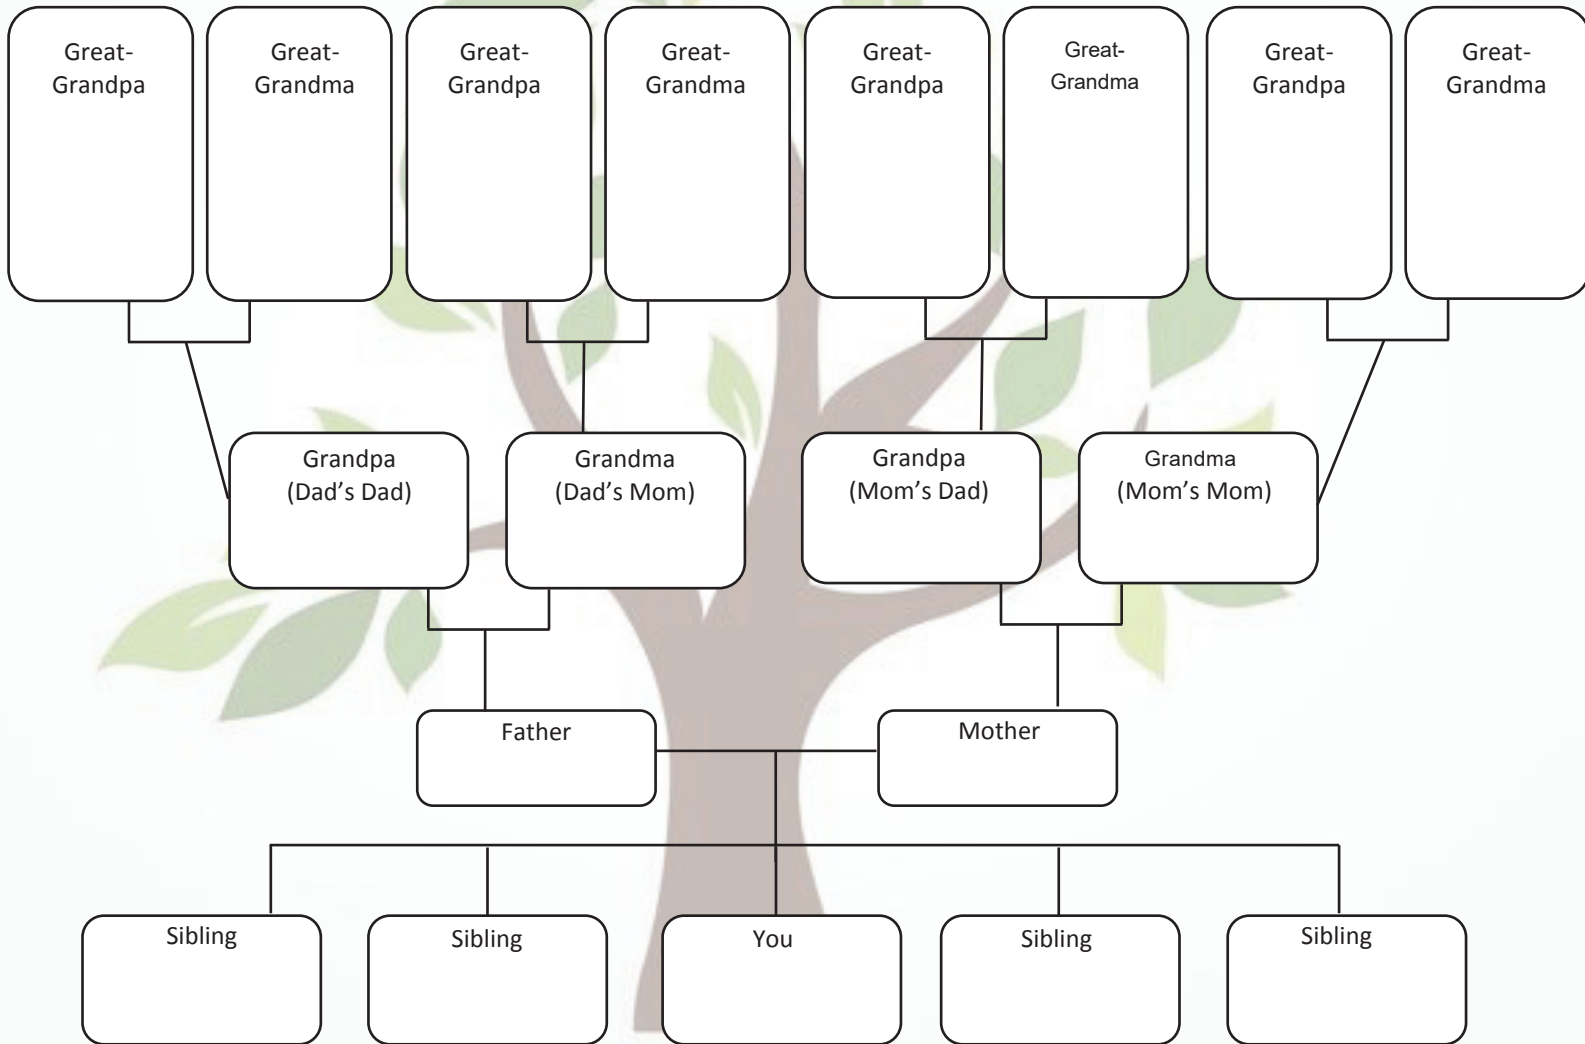 Great-
Grandpa
Great-
Grandma
Great-
Grandpa
Great-
Grandma
Great-
Grandpa
Great-
Grandma
Great-
Grandpa
Great-
Grandma
Grandpa
(Dad’s Dad)
Grandma
(Dad’s Mom)
Grandpa
(Mom’s Dad)
Grandma
(Mom’s Mom)
Father
Mother
Sibling
Sibling
You
Sibling
Sibling